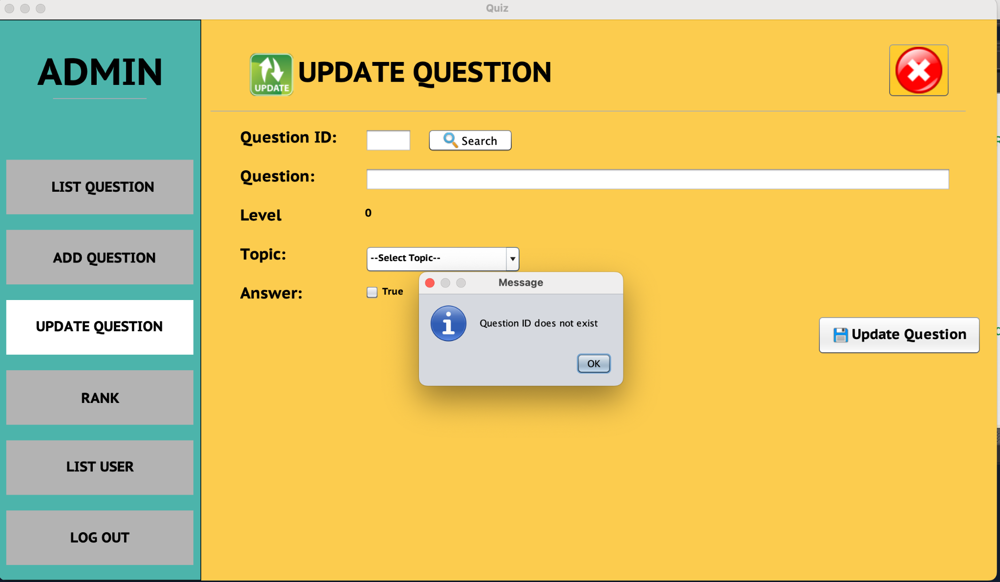 Quiz
ADMIN
LIST QUESTION
ADD QUESTION
UPDATE QUESTION
RANK
LIST USER
LOG OUT
UPDATE
UPDATE QUESTION
Question ID:
Search
Question:
Level
0
Topic:
--Select Topic--
Answer:
True
Message
Question ID does not exist
OK
Update Question